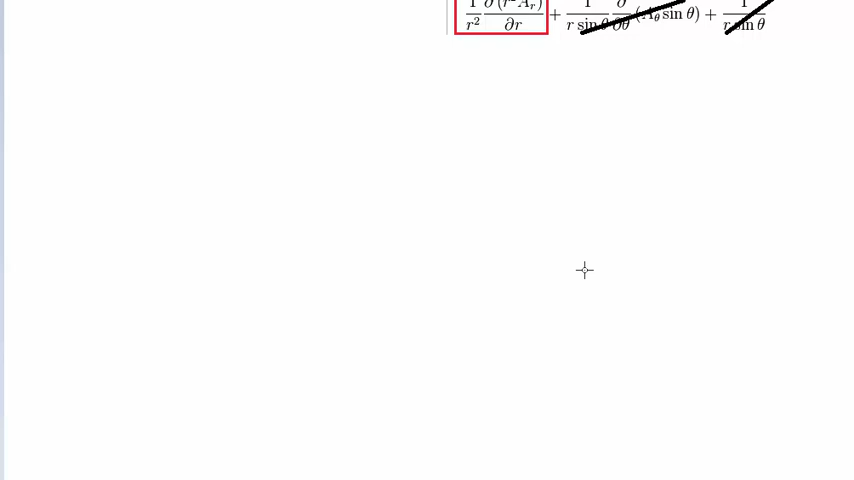 1/r² ∂(r²A_r)/∂r + 1/(r sin θ) ∂/∂θ (A_θ sin θ) + 1/(r sin θ)